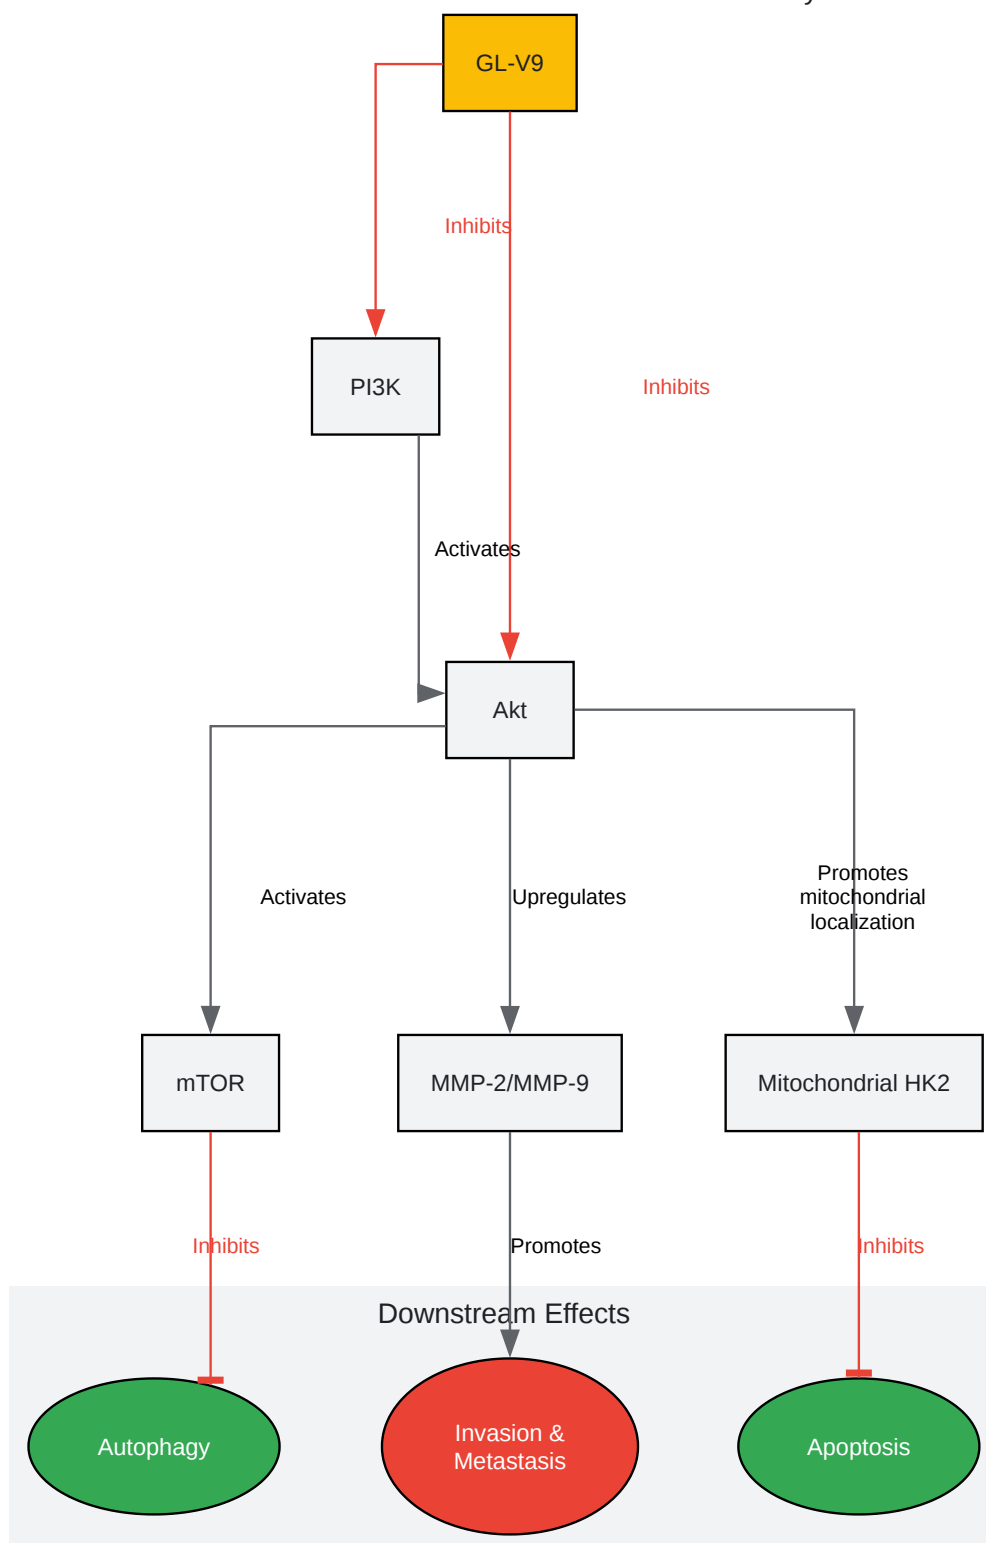 GL-V9
Inhibits
PI3K
Inhibits
Activates
Akt
Activates
Upregulates
Promotes
mitochondrial
localization
mTOR
MMP-2/MMP-9
Mitochondrial HK2
Inhibits
Promotes
Inhibits
Downstream Effects
Autophagy
Invasion &
Metastasis
Apoptosis